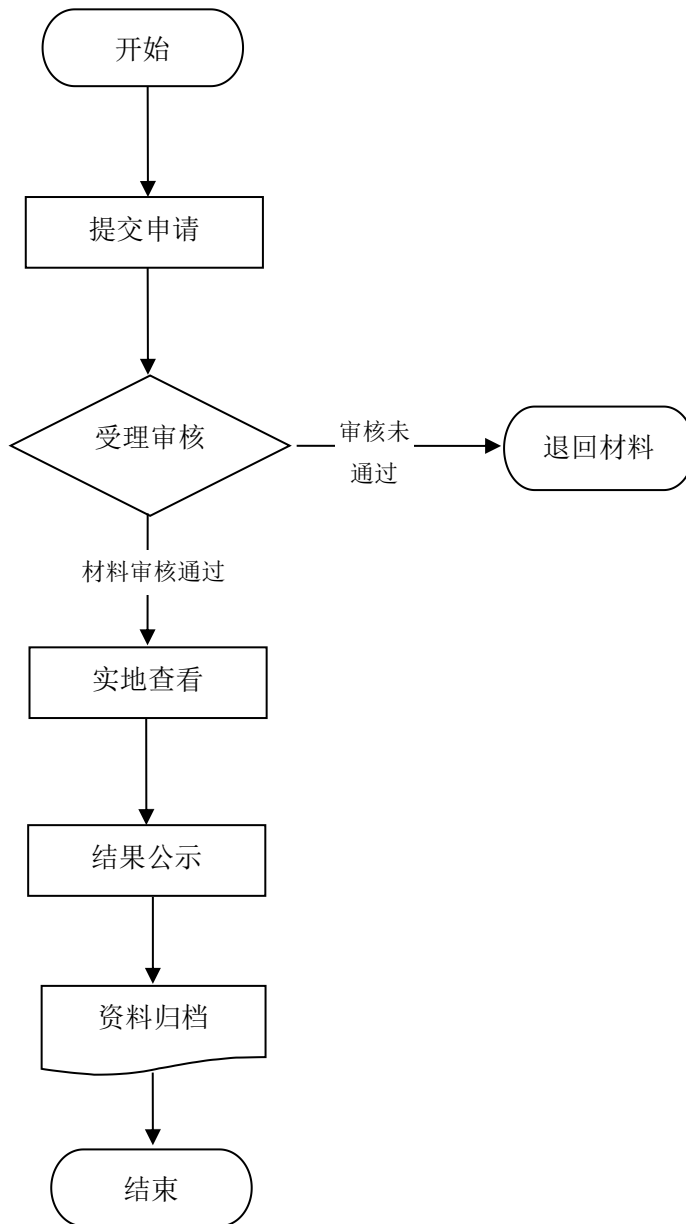 开始
提交申请
受理审核
审核未
通过
退回材料
材料审核通过
实地查看
结果公示
资料归档
结束